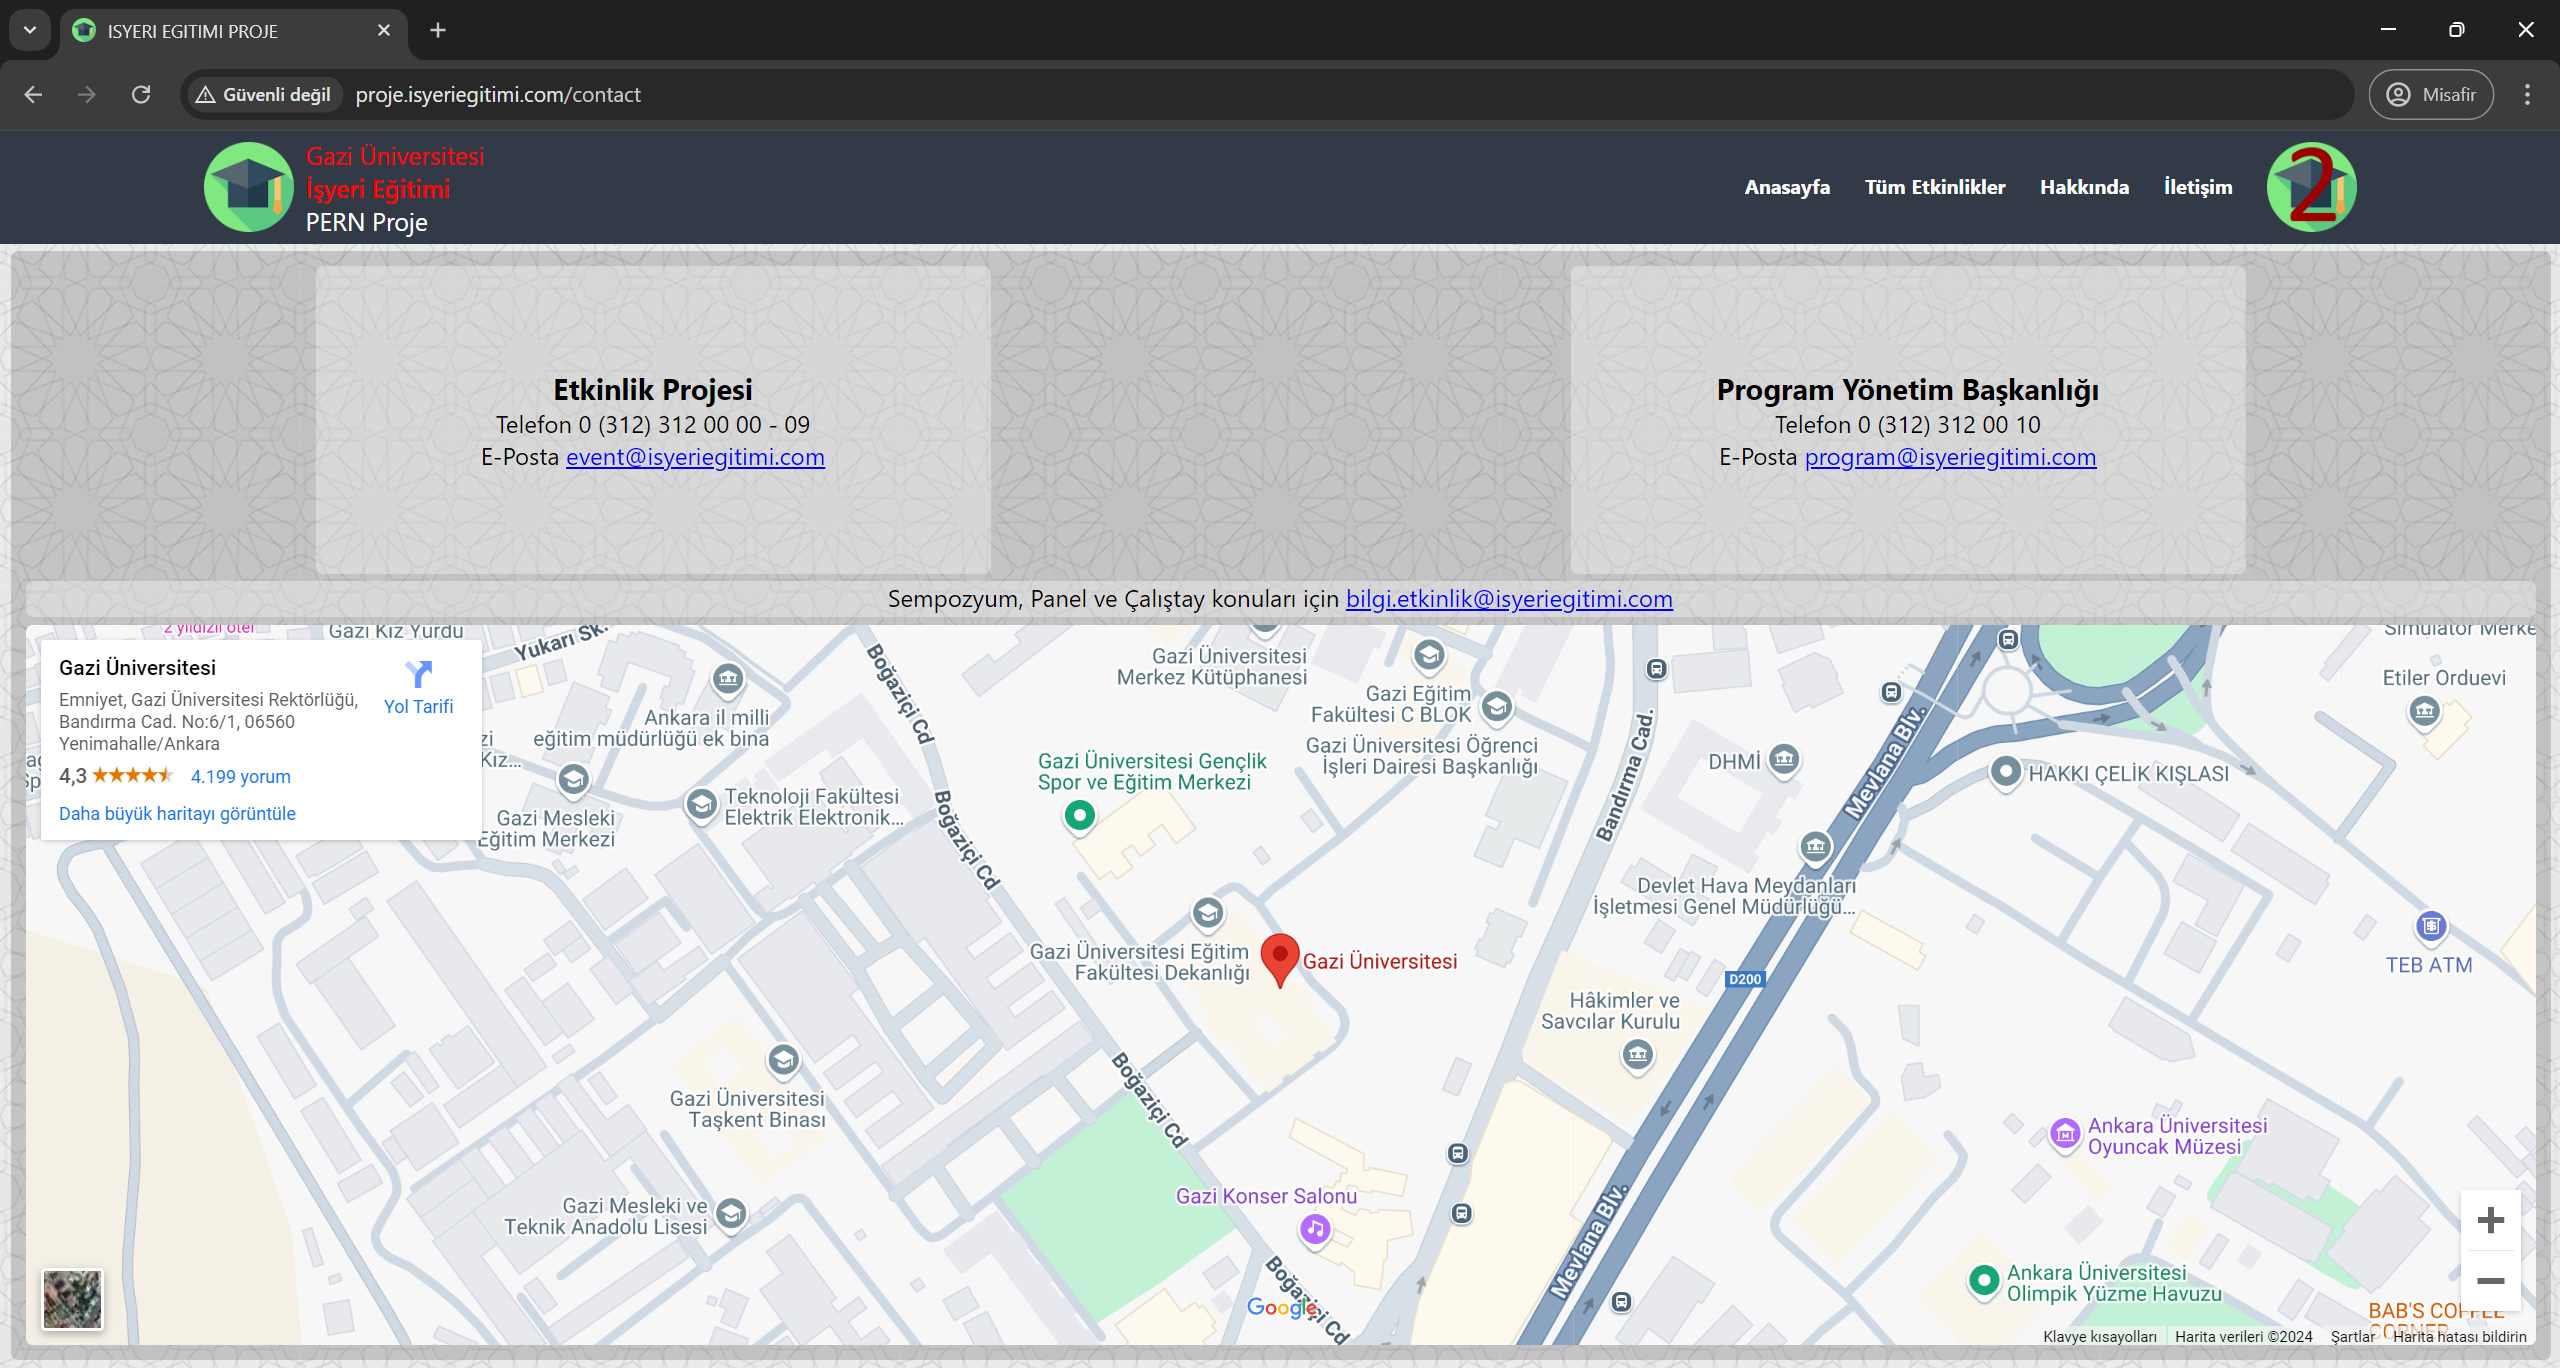 ISYERI EGITIMI PROJE
Güvenli değil
proje.isyeriegitimi.com/contact
Misafir
Gazi Üniversitesi
İşyeri Eğitimi
PERN Proje
Anasayfa
Tüm Etkinlikler
Hakkında
İletişim
2
Etkinlik Projesi
Telefon 0 (312) 312 00 00 - 09
E-Posta event@isyeriegitimi.com
Program Yönetim Başkanlığı
Telefon 0 (312) 312 00 10
E-Posta program@isyeriegitimi.com
Sempozyum, Panel ve Çalıştay konuları için bilgi.etkinlik@isyeriegitimi.com
2 yıldızlı otel
Gazi Kız Yurdu
Yukarı Sk.
Gazi Üniversitesi
Emniyet, Gazi Üniversitesi Rektörlüğü,
Bandırma Cad. No:6/1, 06560
Yenimahalle/Ankara
4,3
4.199 yorum
Daha büyük haritayı görüntüle
Yol Tarifi
Kız...
Ankara il milli
eğitim müdürlüğü ek bina
Gazi Mesleki
Eğitim Merkezi
Teknoloji Fakültesi
Elektrik Elektronik...
Boğaziçi Cd
Boğaziçi Cd
Gazi Üniversitesi
Merkez Kütüphanesi
Gazi Eğitim
Fakültesi C BLOK
Gazi Üniversitesi Öğrenci
İşleri Dairesi Başkanlığı
Gazi Üniversitesi Gençlik
Spor ve Eğitim Merkezi
Bandırma Cad.
DHMİ
Mevlana Blv.
HAKKI ÇELİK KIŞLASI
Simulator Merke
Etiler Orduevi
Devlet Hava Meydanları
İşletmesi Genel Müdürlüğü...
Gazi Üniversitesi Eğitim
Fakültesi Dekanlığı
Gazi Üniversitesi
D200
TEB ATM
Hâkimler ve
Savcılar Kurulu
Gazi Üniversitesi
Taşkent Binası
Boğaziçi Cd
Ankara Üniversitesi
Oyuncak Müzesi
Gazi Mesleki ve
Teknik Anadolu Lisesi
Gazi Konser Salonu
Mevlana Blv.
Boğaziçi Cd
Ankara Üniversitesi
Olimpik Yüzme Havuzu
BAB'S COFFEE
CORNER
Google
Klavye kısayolları
Harita verileri ©2024
Şartlar
Harita hatası bildirin